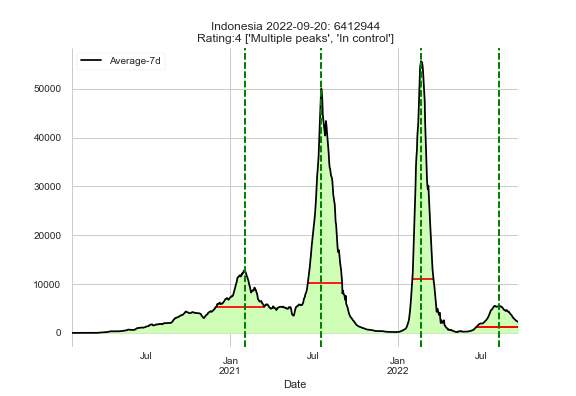 Indonesia 2022-09-20: 6412944
Rating:4 ['Multiple peaks', 'In control']
Average-7d
50000
40000
30000
20000
10000
0
Jul
Jan
2021
Jul
Jan
2022
Jul
Date